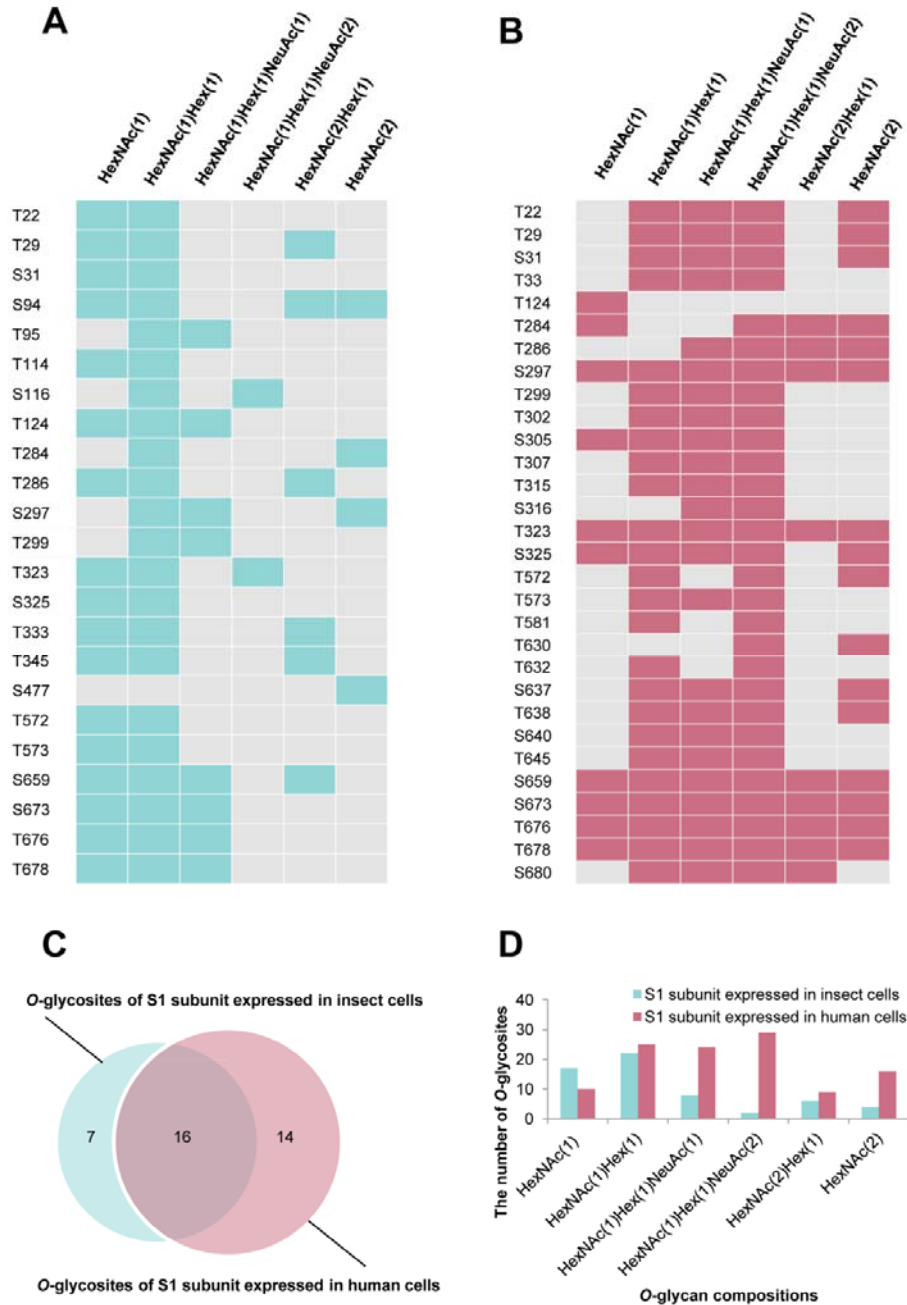 A
HexNAc(1)
HexNAc(1)Hex(1)
HexNAc(1)Hex(1)NeuAc(1)
HexNAc(1)Hex(1)NeuAc(2)
HexNAc(2)Hex(1)
HexNAc(2)
T22
T29
S31
S94
T95
T114
S116
T124
T284
T286
S297
T299
T323
S325
T333
T345
S477
T572
T573
S659
S673
T676
T678
B
HexNAc(1)
HexNAc(1)Hex(1)
HexNAc(1)Hex(1)NeuAc(1)
HexNAc(1)Hex(1)NeuAc(2)
HexNAc(2)Hex(1)
HexNAc(2)
T22
T29
S31
T33
T124
T284
T286
S297
T299
T302
S305
T307
T315
S316
T323
S325
T572
T573
T581
T630
T632
S637
T638
S640
T645
S659
S673
T676
T678
S680
C
O-glycosites of S1 subunit expressed in insect cells
7
16
14
O-glycosites of S1 subunit expressed in human cells
D
S1 subunit expressed in insect cells
S1 subunit expressed in human cells
The number of O-glycosites
40
30
20
10
0
HexNAc(1)
HexNAc(1)Hex(1)
HexNAc(1)Hex(1)NeuAc(1)
HexNAc(1)Hex(1)NeuAc(2)
HexNAc(2)Hex(1)
HexNAc(2)
O-glycan compositions